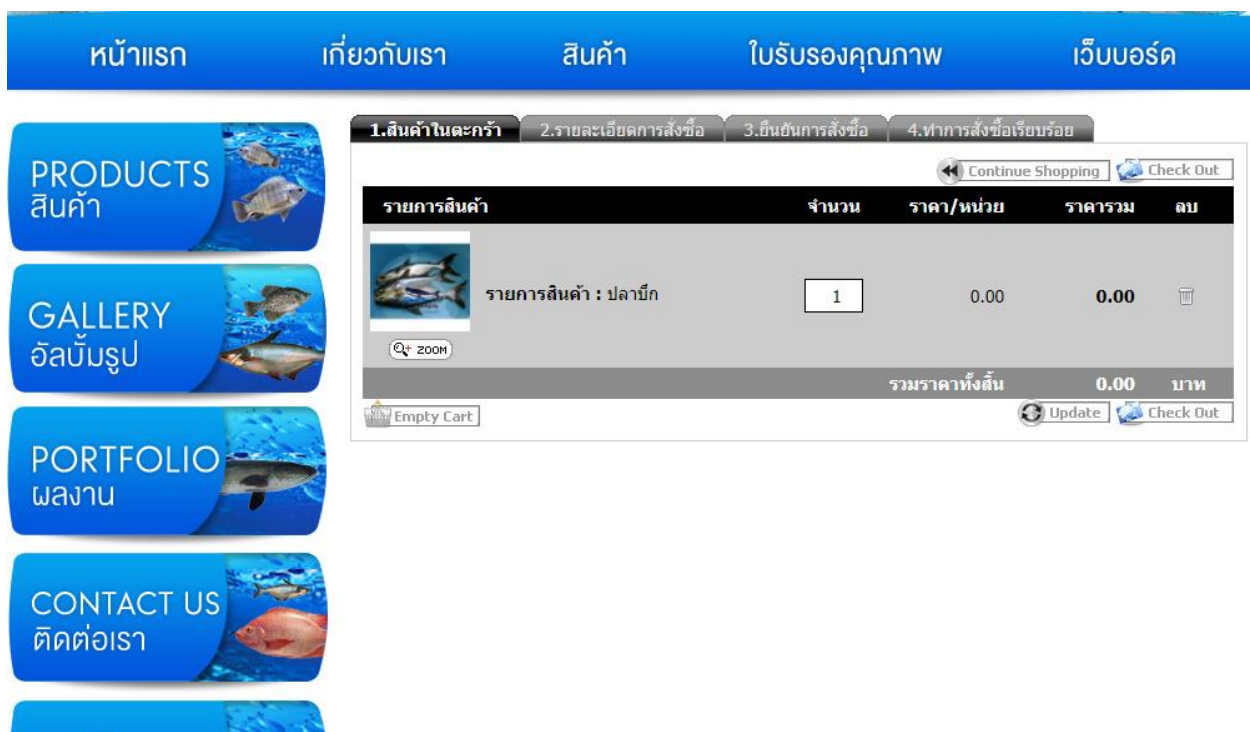 หน้าแรก เกี่ยวกับเรา สินค้า ใบรับรองคุณภาพ เว็บบอร์ด
PRODUCTS
สินค้า
GALLERY
อัลบั้มรูป
PORTFOLIO
ผลงาน
CONTACT US
ติดต่อเรา
1.สินค้าในตะกร้า 2.รายละเอียดการสั่งซื้อ 3.ยืนยันการสั่งซื้อ 4.ทำการสั่งซื้อเรียบร้อย
Continue Shopping Check Out
รายการสินค้า จำนวน ราคา/หน่วย ราคารวม ลบ
รายการสินค้า : ปลาบึก 1 0.00 0.00
ZOOM
รวมราคาทั้งสิ้น 0.00 บาท
Empty Cart Update Check Out